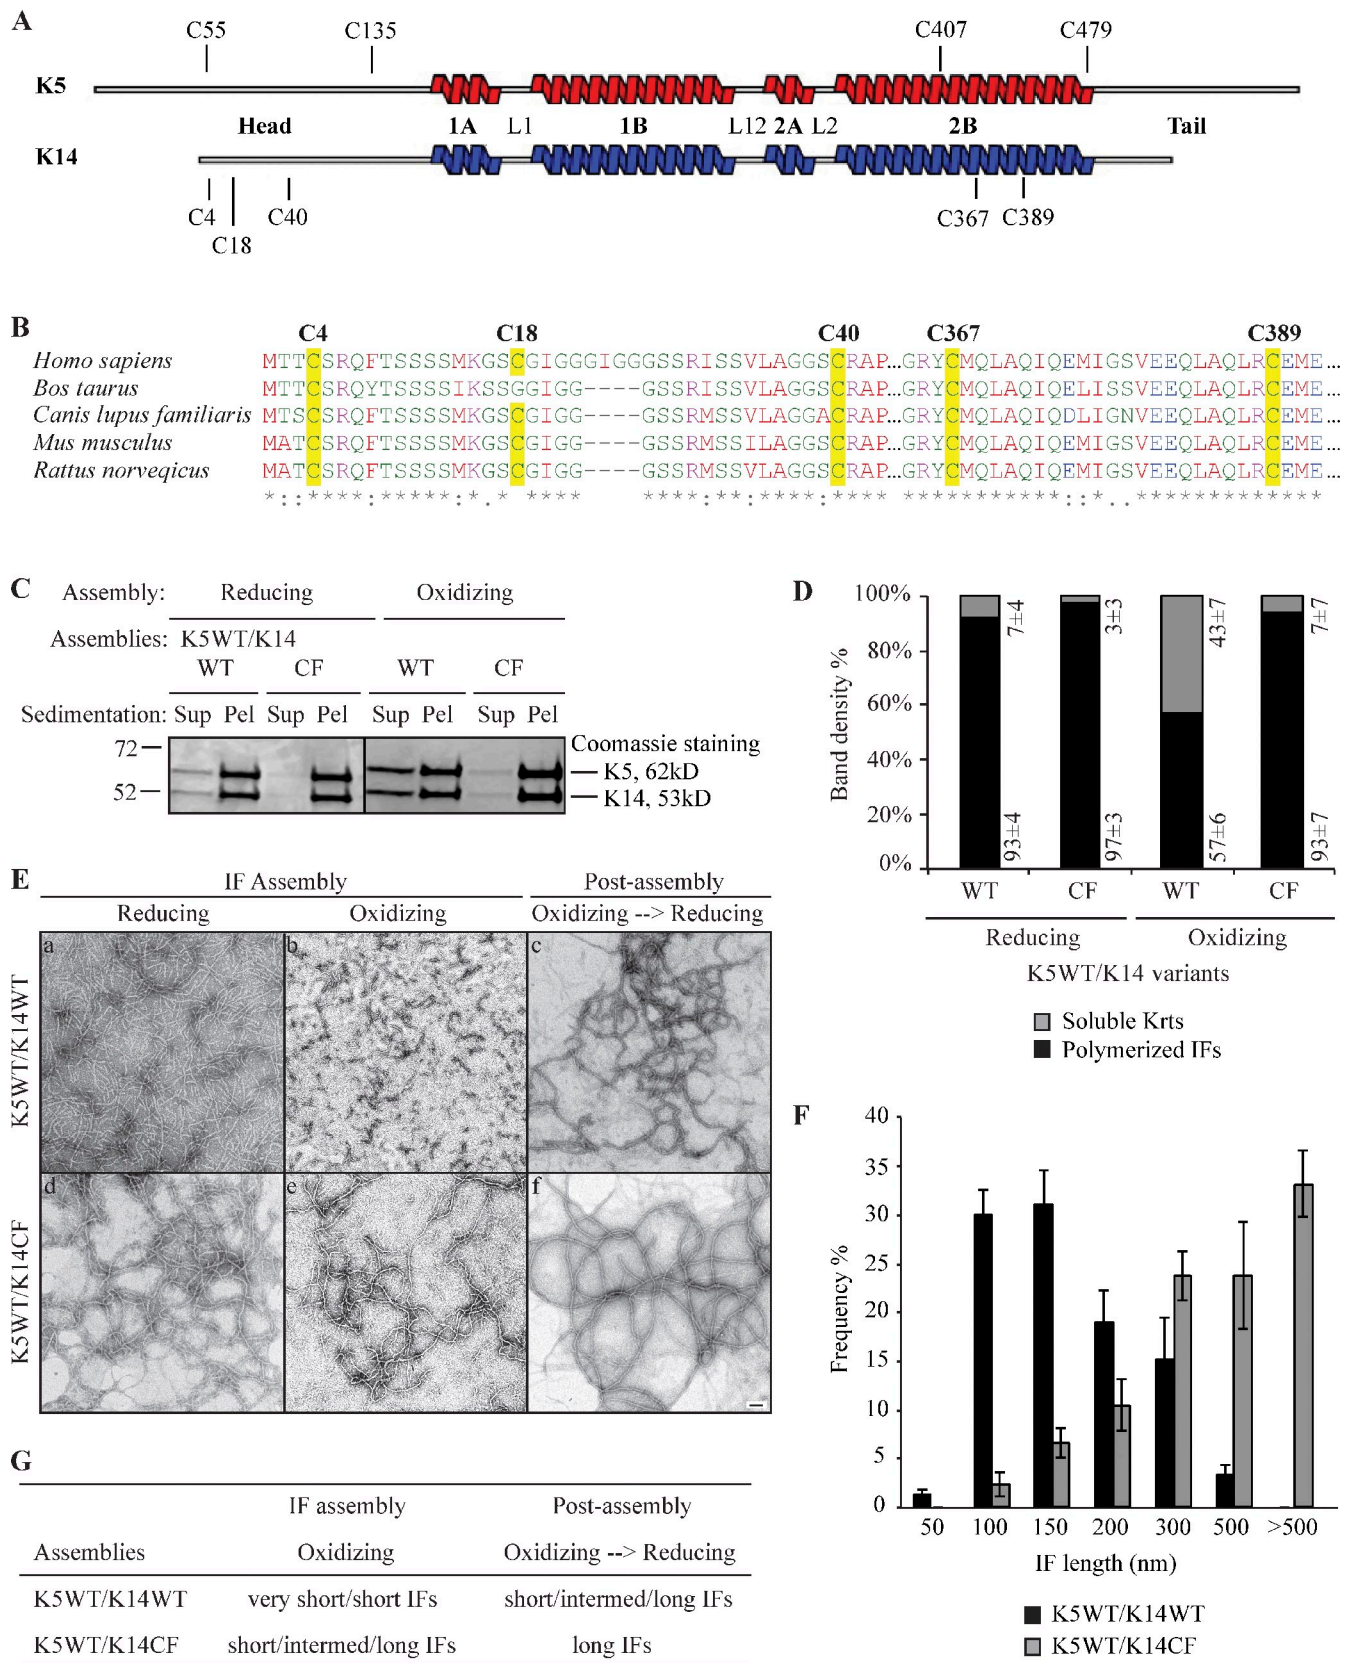 A
C55 C135 C407 C479
K5
Head 1A L1 1B L12 2A L2 2B Tail
K14
C4 C40 C367 C389
C18
B
C4 C18 C40 C367 C389
Homo sapiens MTTCSRQFTSSSSMKGSCGIGGGIGGGSSRISSVLAGGSCRAP...GRYCMQLAQIQEMIGSVEEQLAQLRCEME...
Bos taurus MTTCSRQYTSSSSIKSSGGIGG----GSSRISSVLAGGSCRAP...GRYCMQLAQIQELISSVEEQLAQLRCEME...
Canis lupus familiaris MTSCSRQFTSSSSMKGSCGIGG----GSSRMSSVLAGGACRAP...GRYCMQLAQIQDLIGNVEEQLAQLRCEME...
Mus musculus MATCSRQFTSSSSMKGSCGIGG----GSSRMSSILAGGSCRAP...GRYCMQLAQIQEMIGSVEEQLAQLRCEME...
Rattus norveqicus MATCSRQFTSSSSMKGSCGIGG----GSSRMSSVLAGGSCRAP...GRYCMQLAQIQEMIGSVEEQLAQLRCEME...
C
Assembly: Reducing Oxidizing
Assemblies: K5WT/K14
WT CF WT CF
Sedimentation: Sup Pel Sup Pel Sup Pel Sup Pel
72
52
Coomassie staining
K5, 62kD
K14, 53kD
D
Band density %
100%
80%
60%
40%
20%
0%
7±4 3±3 43±7 7±7
93±4 97±3 57±6 93±7
WT CF WT CF
Reducing Oxidizing
K5WT/K14 variants
Soluble Krts
Polymerized IFs
E
IF Assembly Post-assembly
Reducing Oxidizing Oxidizing --> Reducing
K5WT/K14WT
a b c
K5WT/K14CF
d e f
F
Frequency %
40
35
30
25
20
15
10
5
0
50 100 150 200 300 500 >500
IF length (nm)
K5WT/K14WT
K5WT/K14CF
G
IF assembly Post-assembly
Assemblies Oxidizing Oxidizing --> Reducing
K5WT/K14WT very short/short IFs short/intermed/long IFs
K5WT/K14CF short/intermed/long IFs long IFs